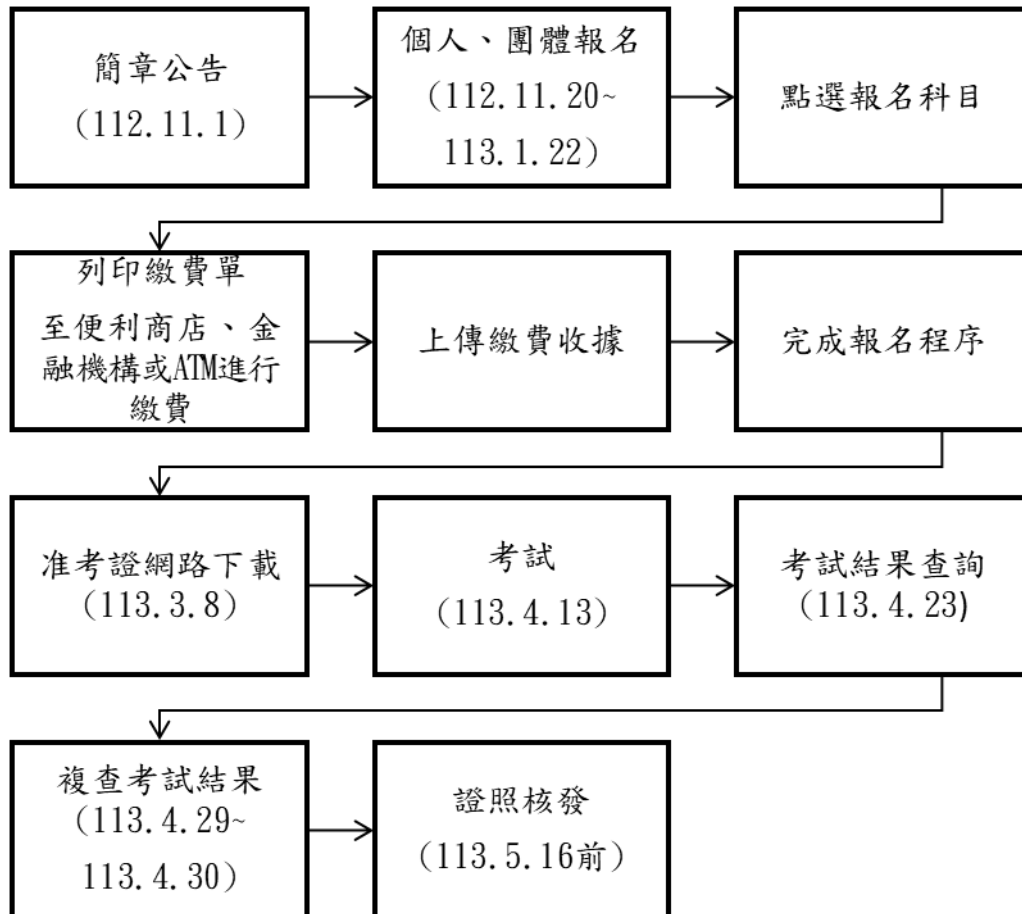 簡章公告
(112.11.1)
個人、團體報名
(112.11.20~
113.1.22)
點選報名科目
列印繳費單
至便利商店、金
融機構或ATM進行
繳費
上傳繳費收據
完成報名程序
准考證網路下載
(113.3.8)
考試
(113.4.13)
考試結果查詢
(113.4.23)
複查考試結果
(113.4.29~
113.4.30)
證照核發
(113.5.16前)